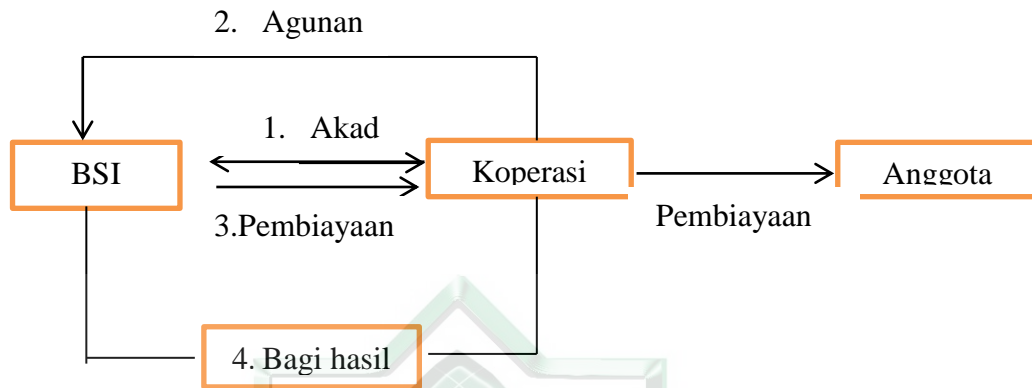 2. Agunan
1. Akad
BSI
Koperasi
Anggota
3.Pembiayaan
Pembiayaan
4. Bagi hasil